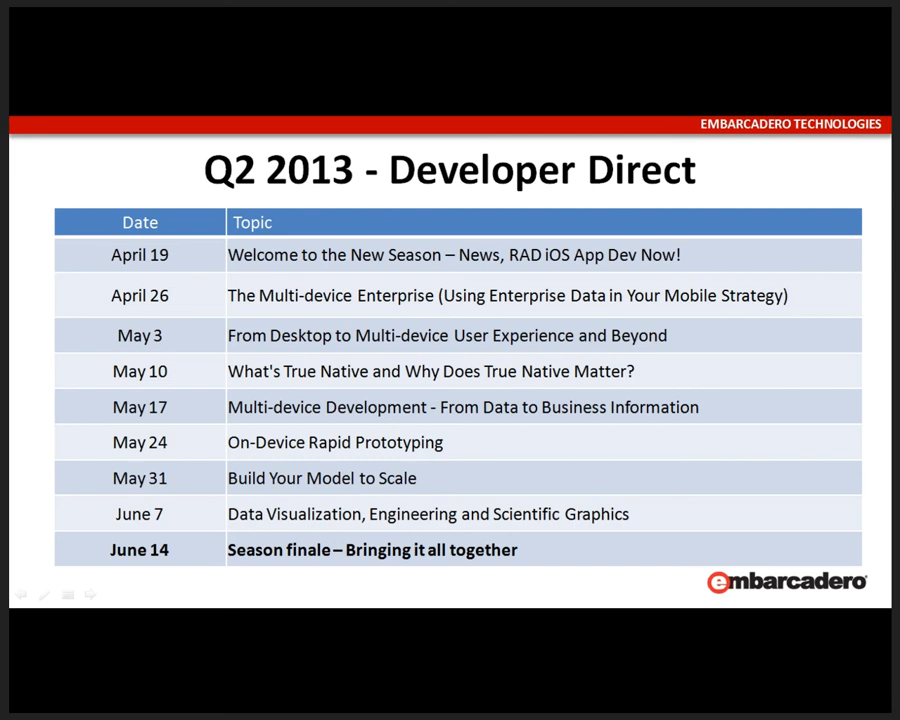 EMBARCADERO TECHNOLOGIES
Q2 2013 - Developer Direct
Date Topic
April 19 Welcome to the New Season – News, RAD iOS App Dev Now!
April 26 The Multi-device Enterprise (Using Enterprise Data in Your Mobile Strategy)
May 3 From Desktop to Multi-device User Experience and Beyond
May 10 What's True Native and Why Does True Native Matter?
May 17 Multi-device Development - From Data to Business Information
May 24 On-Device Rapid Prototyping
May 31 Build Your Model to Scale
June 7 Data Visualization, Engineering and Scientific Graphics
June 14 Season finale – Bringing it all together
embarcadero